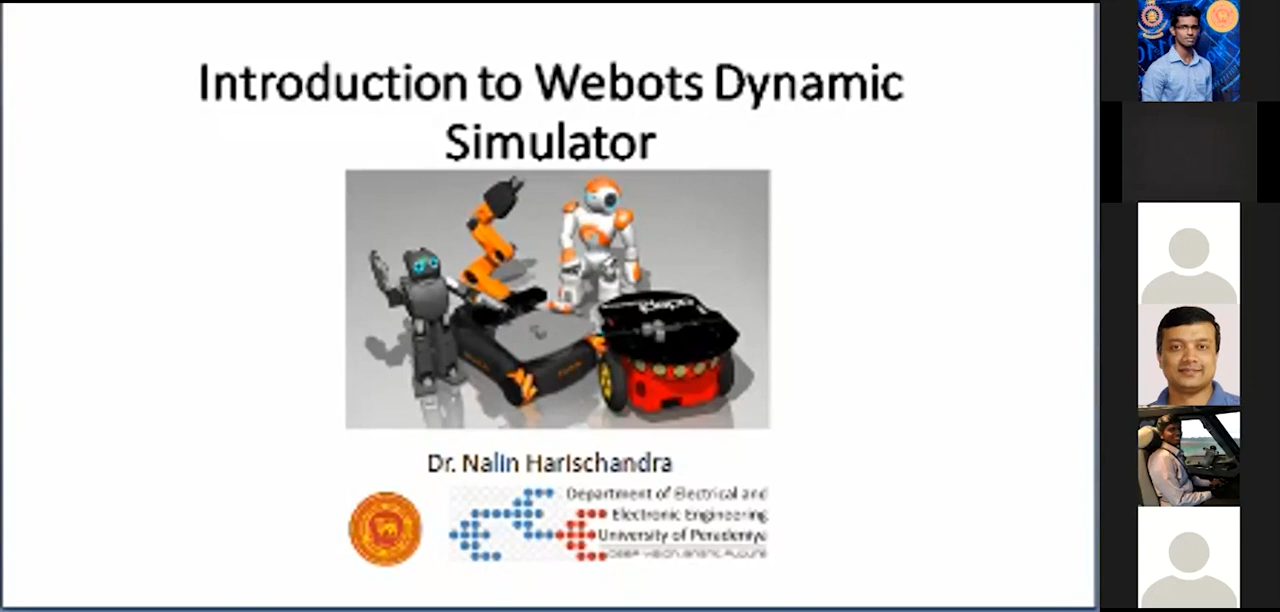 Introduction to Webots Dynamic
Simulator
Dr. Nalin Harischandra
Department of Electrical and
Electronic Engineering
University of Peradeniya